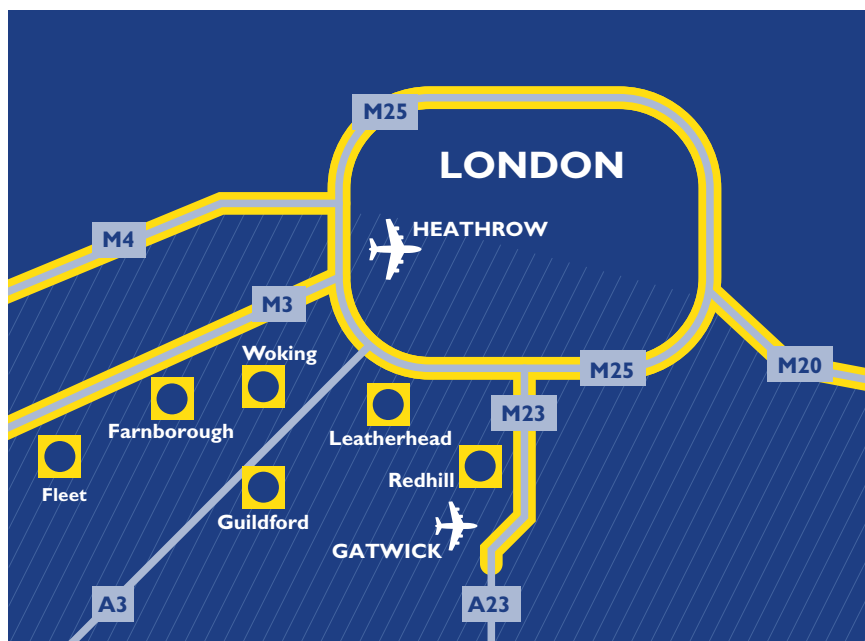 M25
LONDON
M4
HEATHROW
M3
Woking
M25
M20
M23
Farnborough
Leatherhead
Redhill
Fleet
Guildford
GATWICK
A3
A23